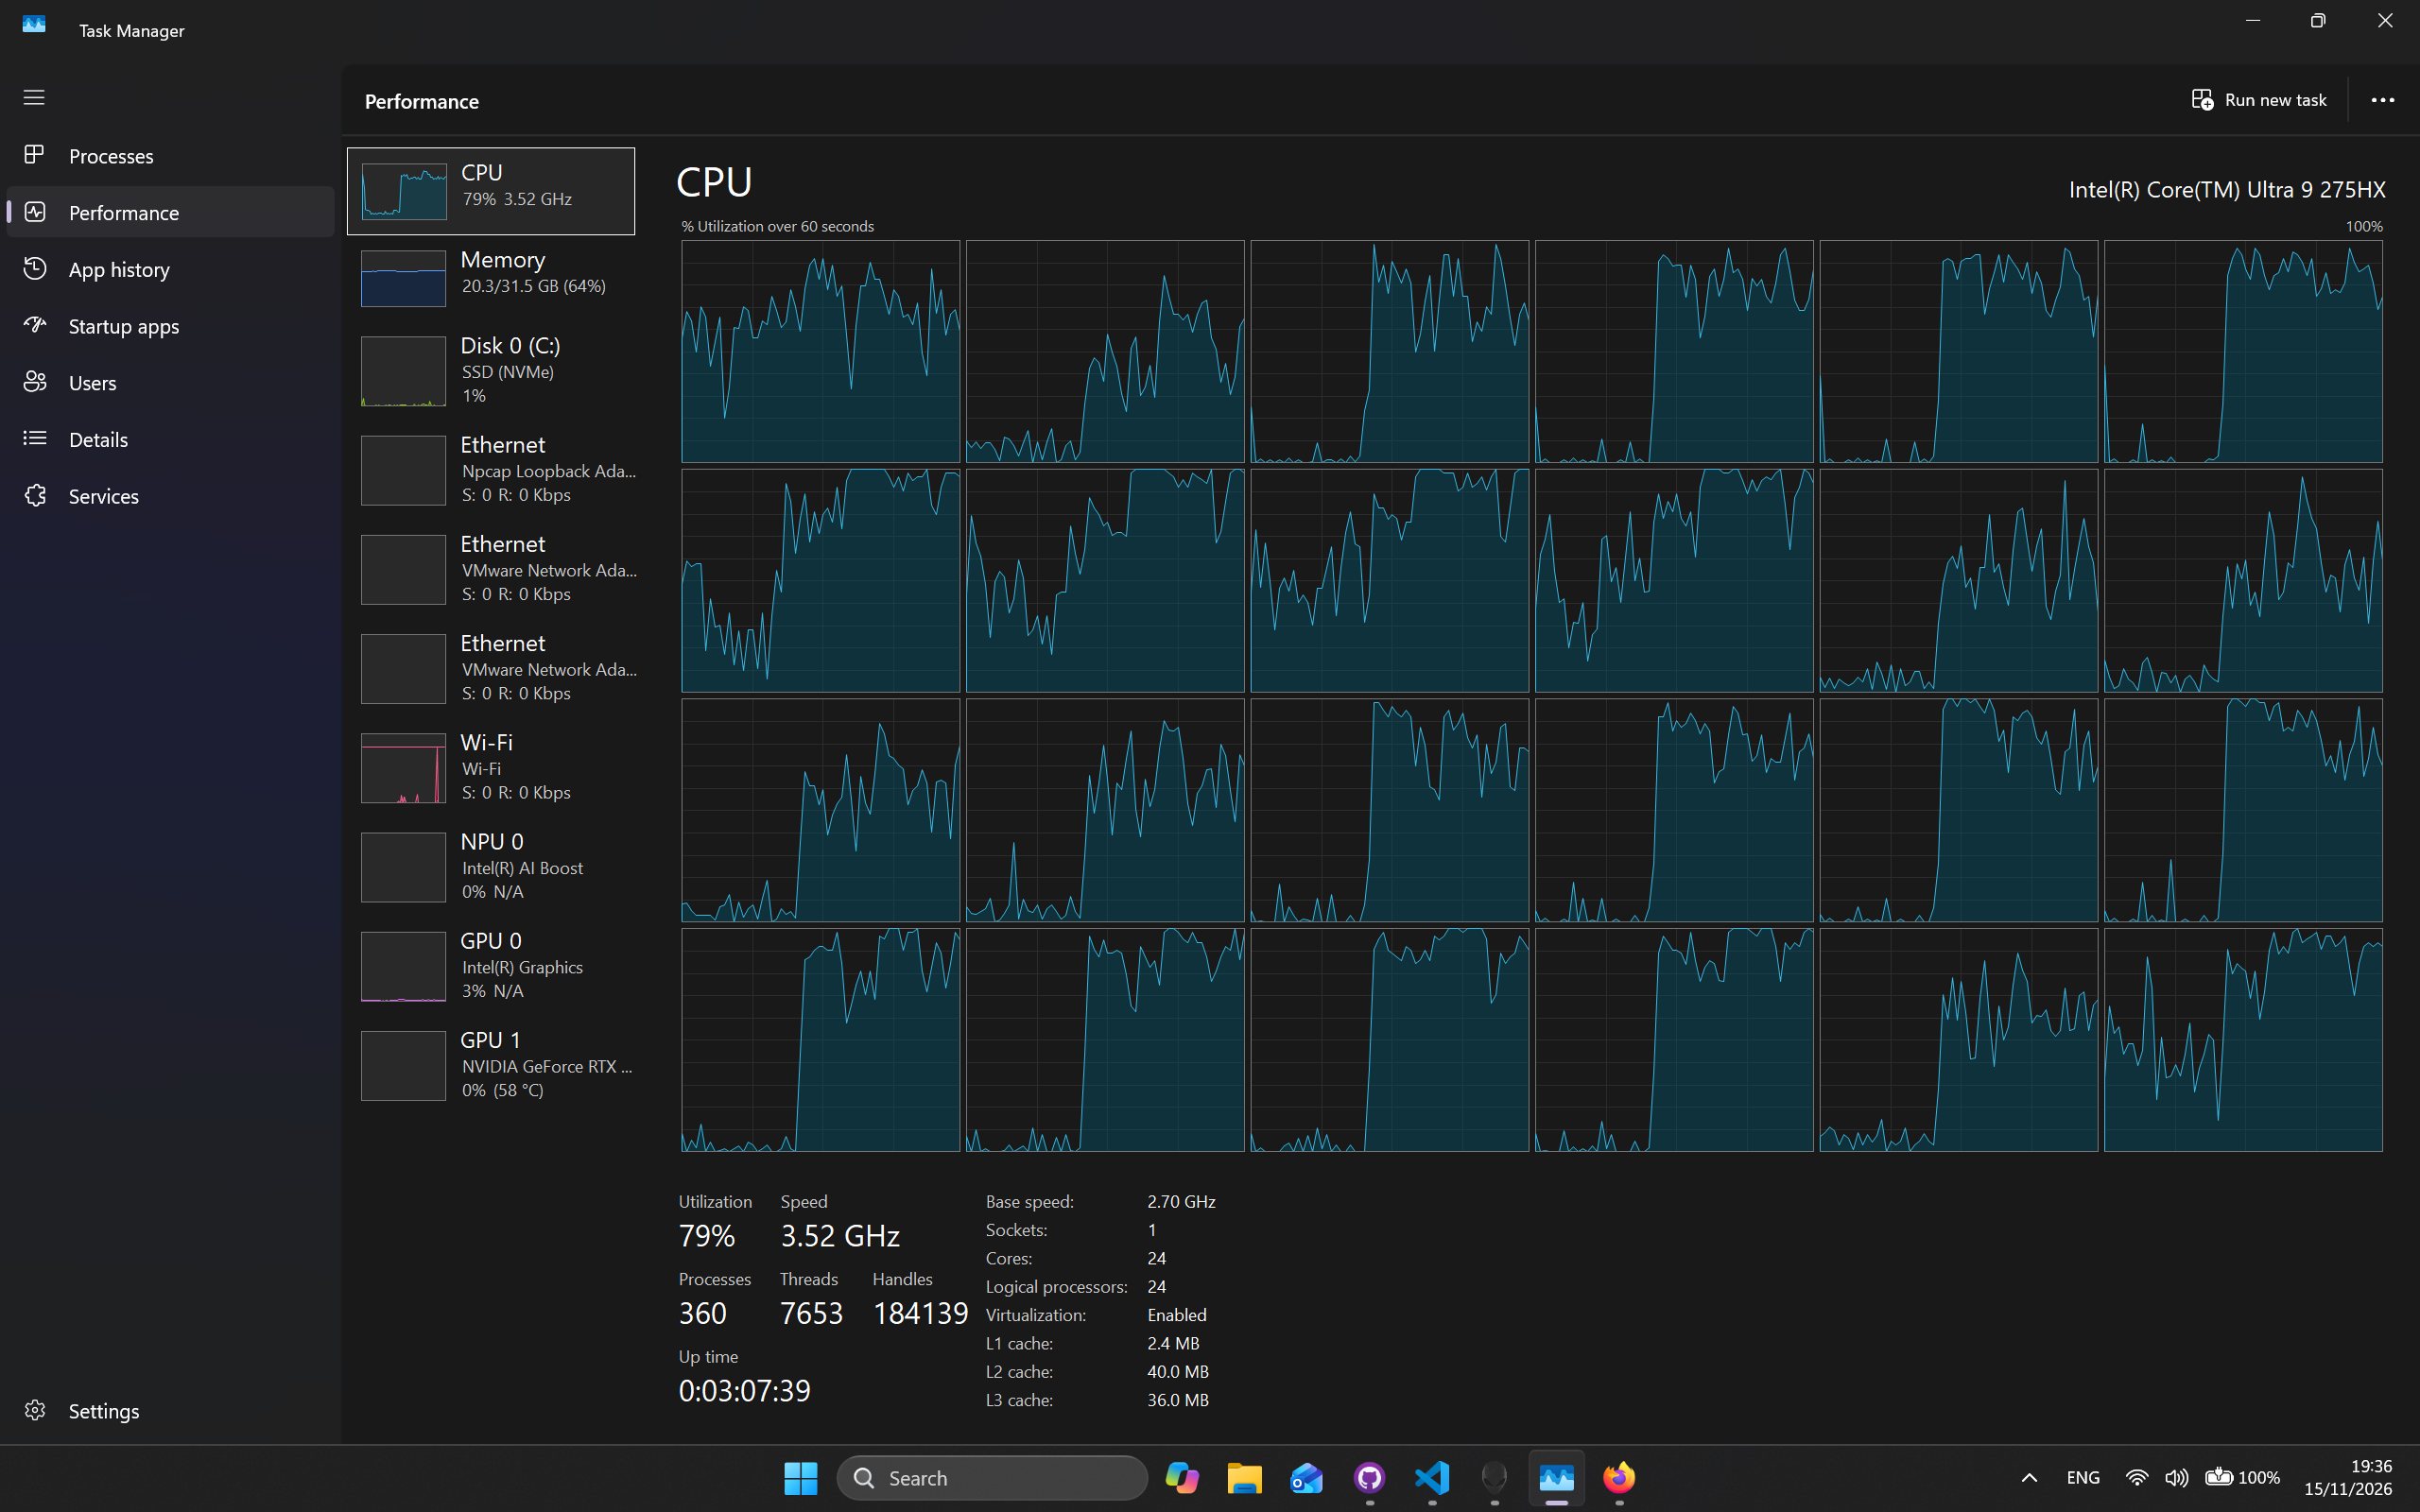 Task Manager
Performance
Run new task
Processes
Performance
App history
Startup apps
Users
Details
Services
Settings
CPU
79% 3.52 GHz
Memory
20.3/31.5 GB (64%)
Disk 0 (C:)
SSD (NVMe)
1%
Ethernet
Npcap Loopback Ada...
S: 0 R: 0 Kbps
Ethernet
VMware Network Ada...
S: 0 R: 0 Kbps
Ethernet
VMware Network Ada...
S: 0 R: 0 Kbps
Wi-Fi
Wi-Fi
S: 0 R: 0 Kbps
NPU 0
Intel(R) AI Boost
0% N/A
GPU 0
Intel(R) Graphics
3% N/A
GPU 1
NVIDIA GeForce RTX ...
0% (58 °C)
CPU
Intel(R) Core(TM) Ultra 9 275HX
% Utilization over 60 seconds
100%
Utilization
79%
Speed
3.52 GHz
Processes
360
Threads
7653
Handles
184139
Up time
0:03:07:39
Base speed: 2.70 GHz
Sockets: 1
Cores: 24
Logical processors: 24
Virtualization: Enabled
L1 cache: 2.4 MB
L2 cache: 40.0 MB
L3 cache: 36.0 MB
Search
ENG
100%
19:36
15/11/2026